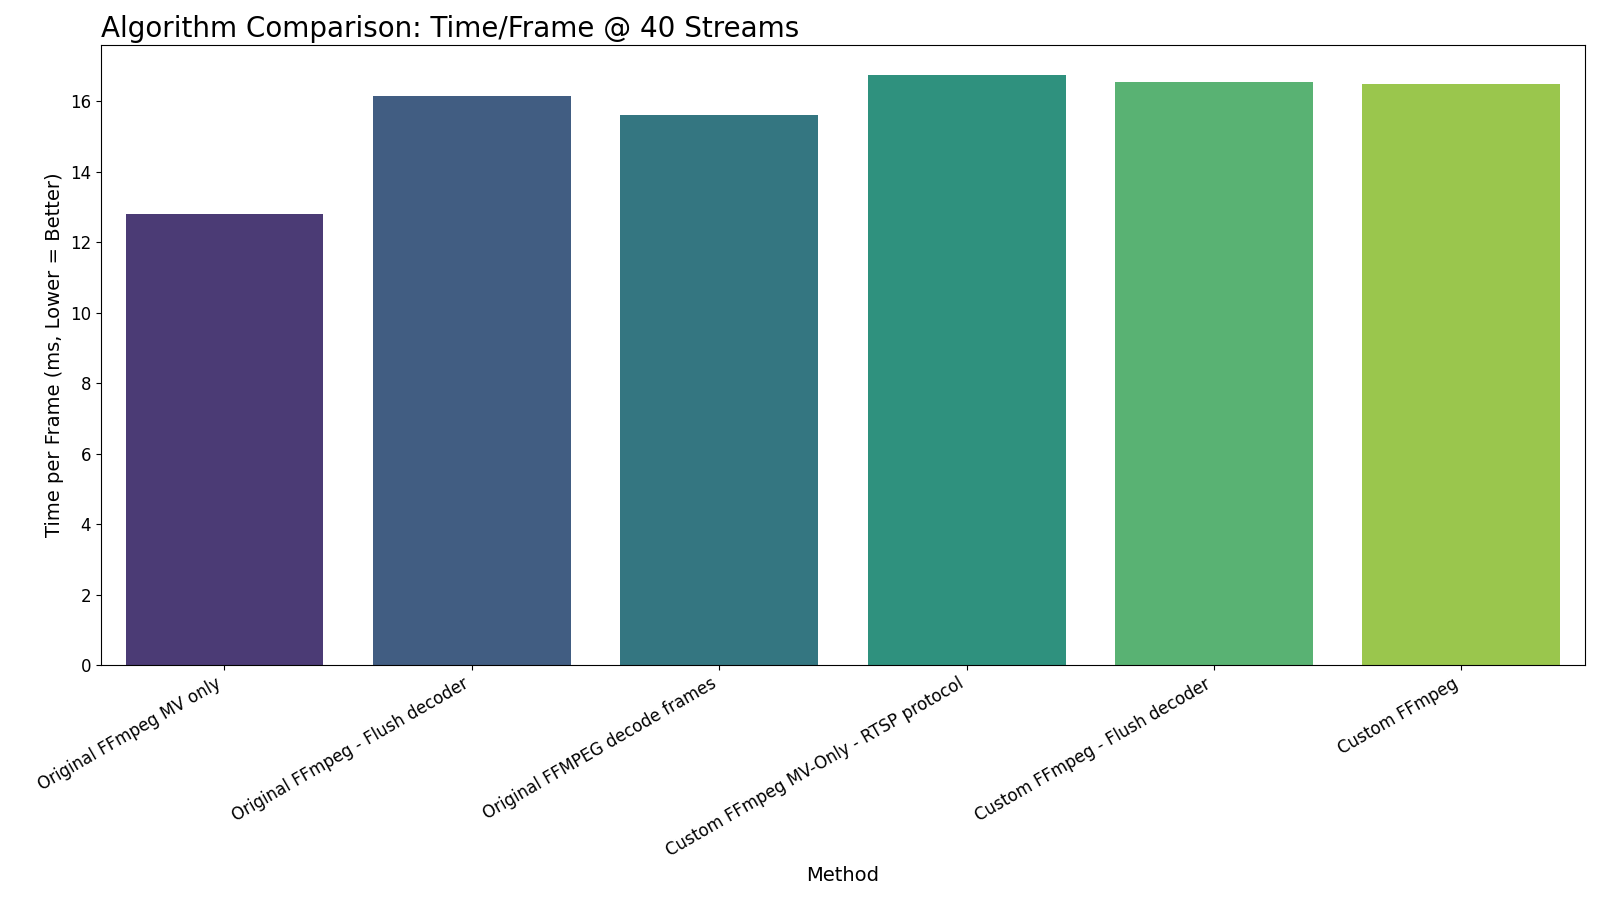 Algorithm Comparison: Time/Frame @ 40 Streams
Time per Frame (ms, Lower = Better)
16
14
12
10
8
6
4
2
0
Original FFmpeg MV only
Original FFmpeg - Flush decoder
Original FFMPEG decode frames
Custom FFmpeg MV-Only - RTSP protocol
Custom FFmpeg - Flush decoder
Custom FFmpeg
Method